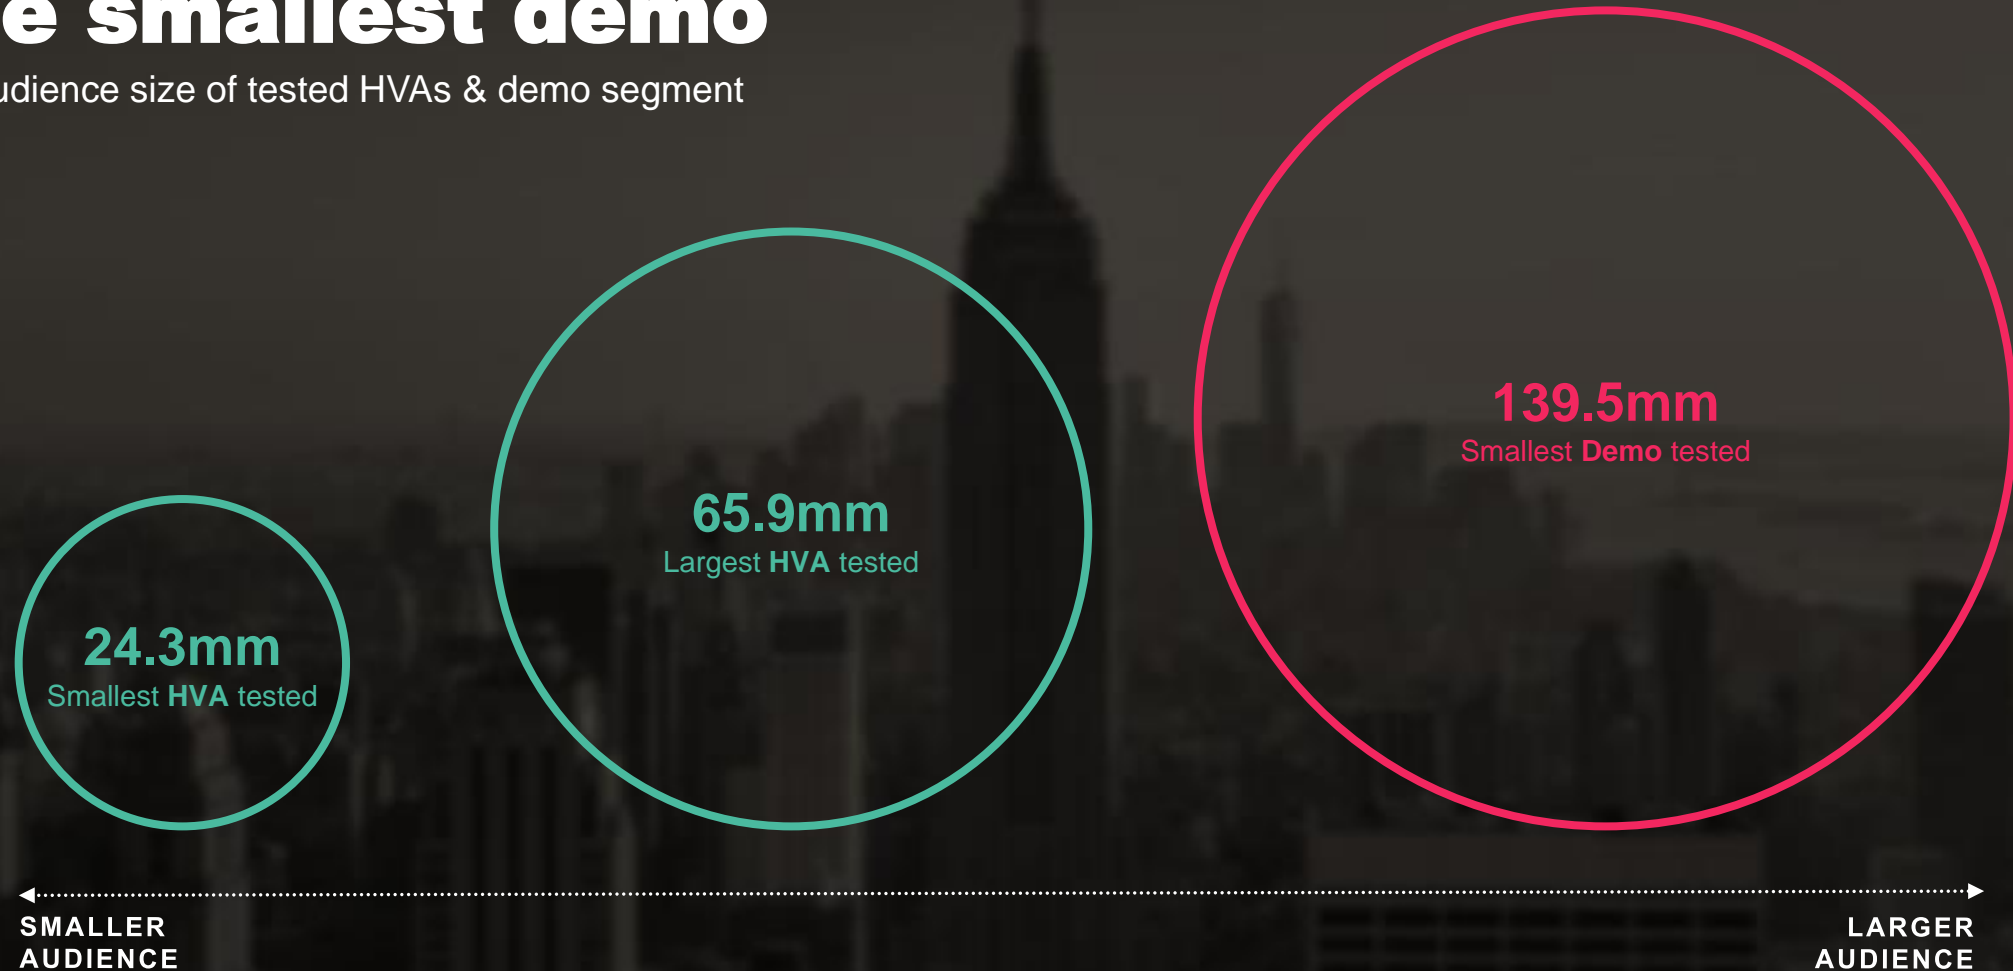 e smallest demo
udience size of tested HVAs & demo segment
139.5mm
Smallest Demo tested
65.9mm
Largest HVA tested
24.3mm
Smallest HVA tested
SMALLER
AUDIENCE
LARGER
AUDIENCE